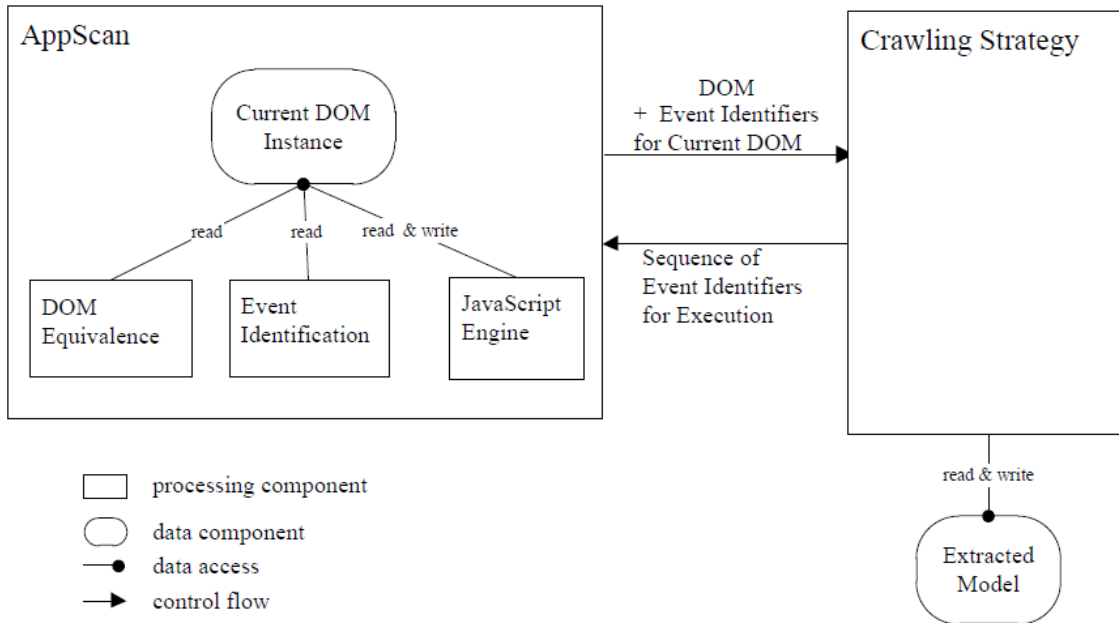 AppScan
Current DOM
Instance
read
read
read & write
DOM
Equivalence
Event
Identification
JavaScript
Engine
DOM
+ Event Identifiers
for Current DOM
Sequence of
Event Identifiers
for Execution
Crawling Strategy
read & write
Extracted
Model
processing component
data component
data access
control flow